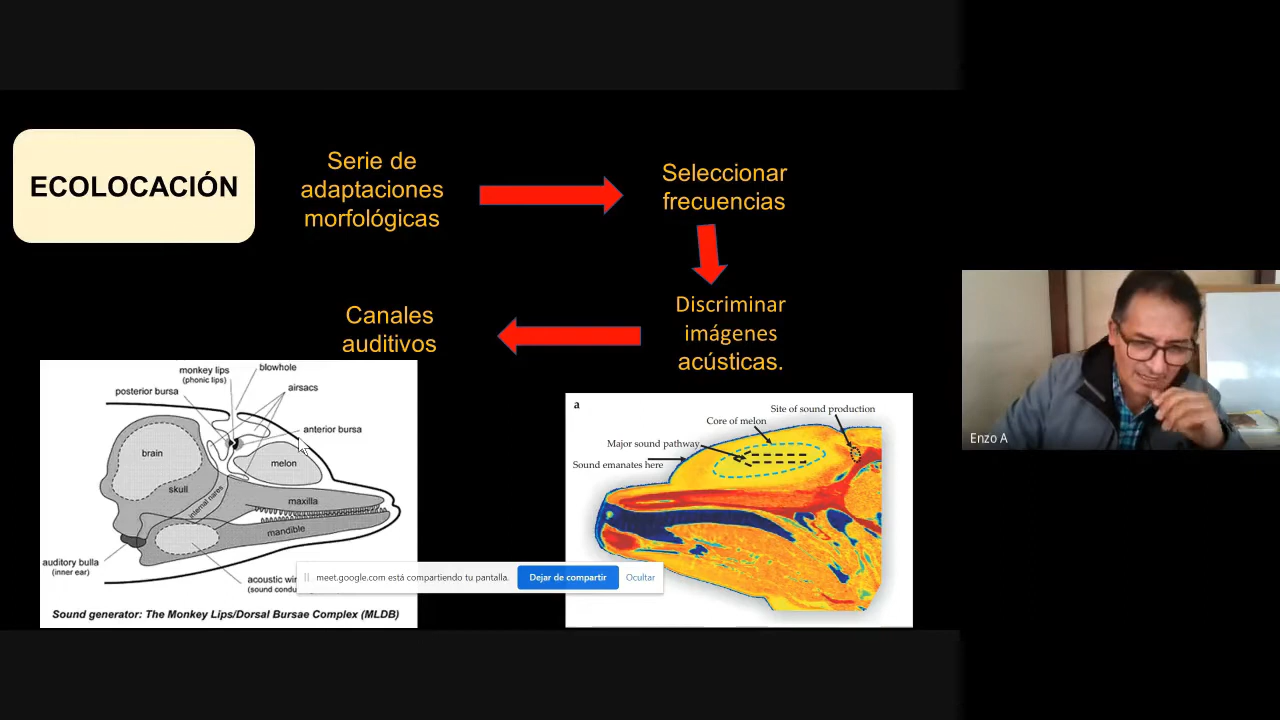 ECOLOCACIÓN
Serie de
adaptaciones
morfológicas
Seleccionar
frecuencias
Discriminar
imágenes
acústicas.
Canales
auditivos
monkey lips
(phonic lips)
blowhole
posterior bursa
airsacs
anterior bursa
brain
melon
skull
internal nares
maxilla
mandible
auditory bulla
(inner ear)
acoustic
(sound
Sound generator: The Monkey Lips/Dorsal Bursae Complex (MLDB)
a
Site of sound production
Core of melon
Major sound pathway
Sound emanates here
meet.google.com está compartiendo tu pantalla.
Dejar de compartir
Ocultar
Enzo A